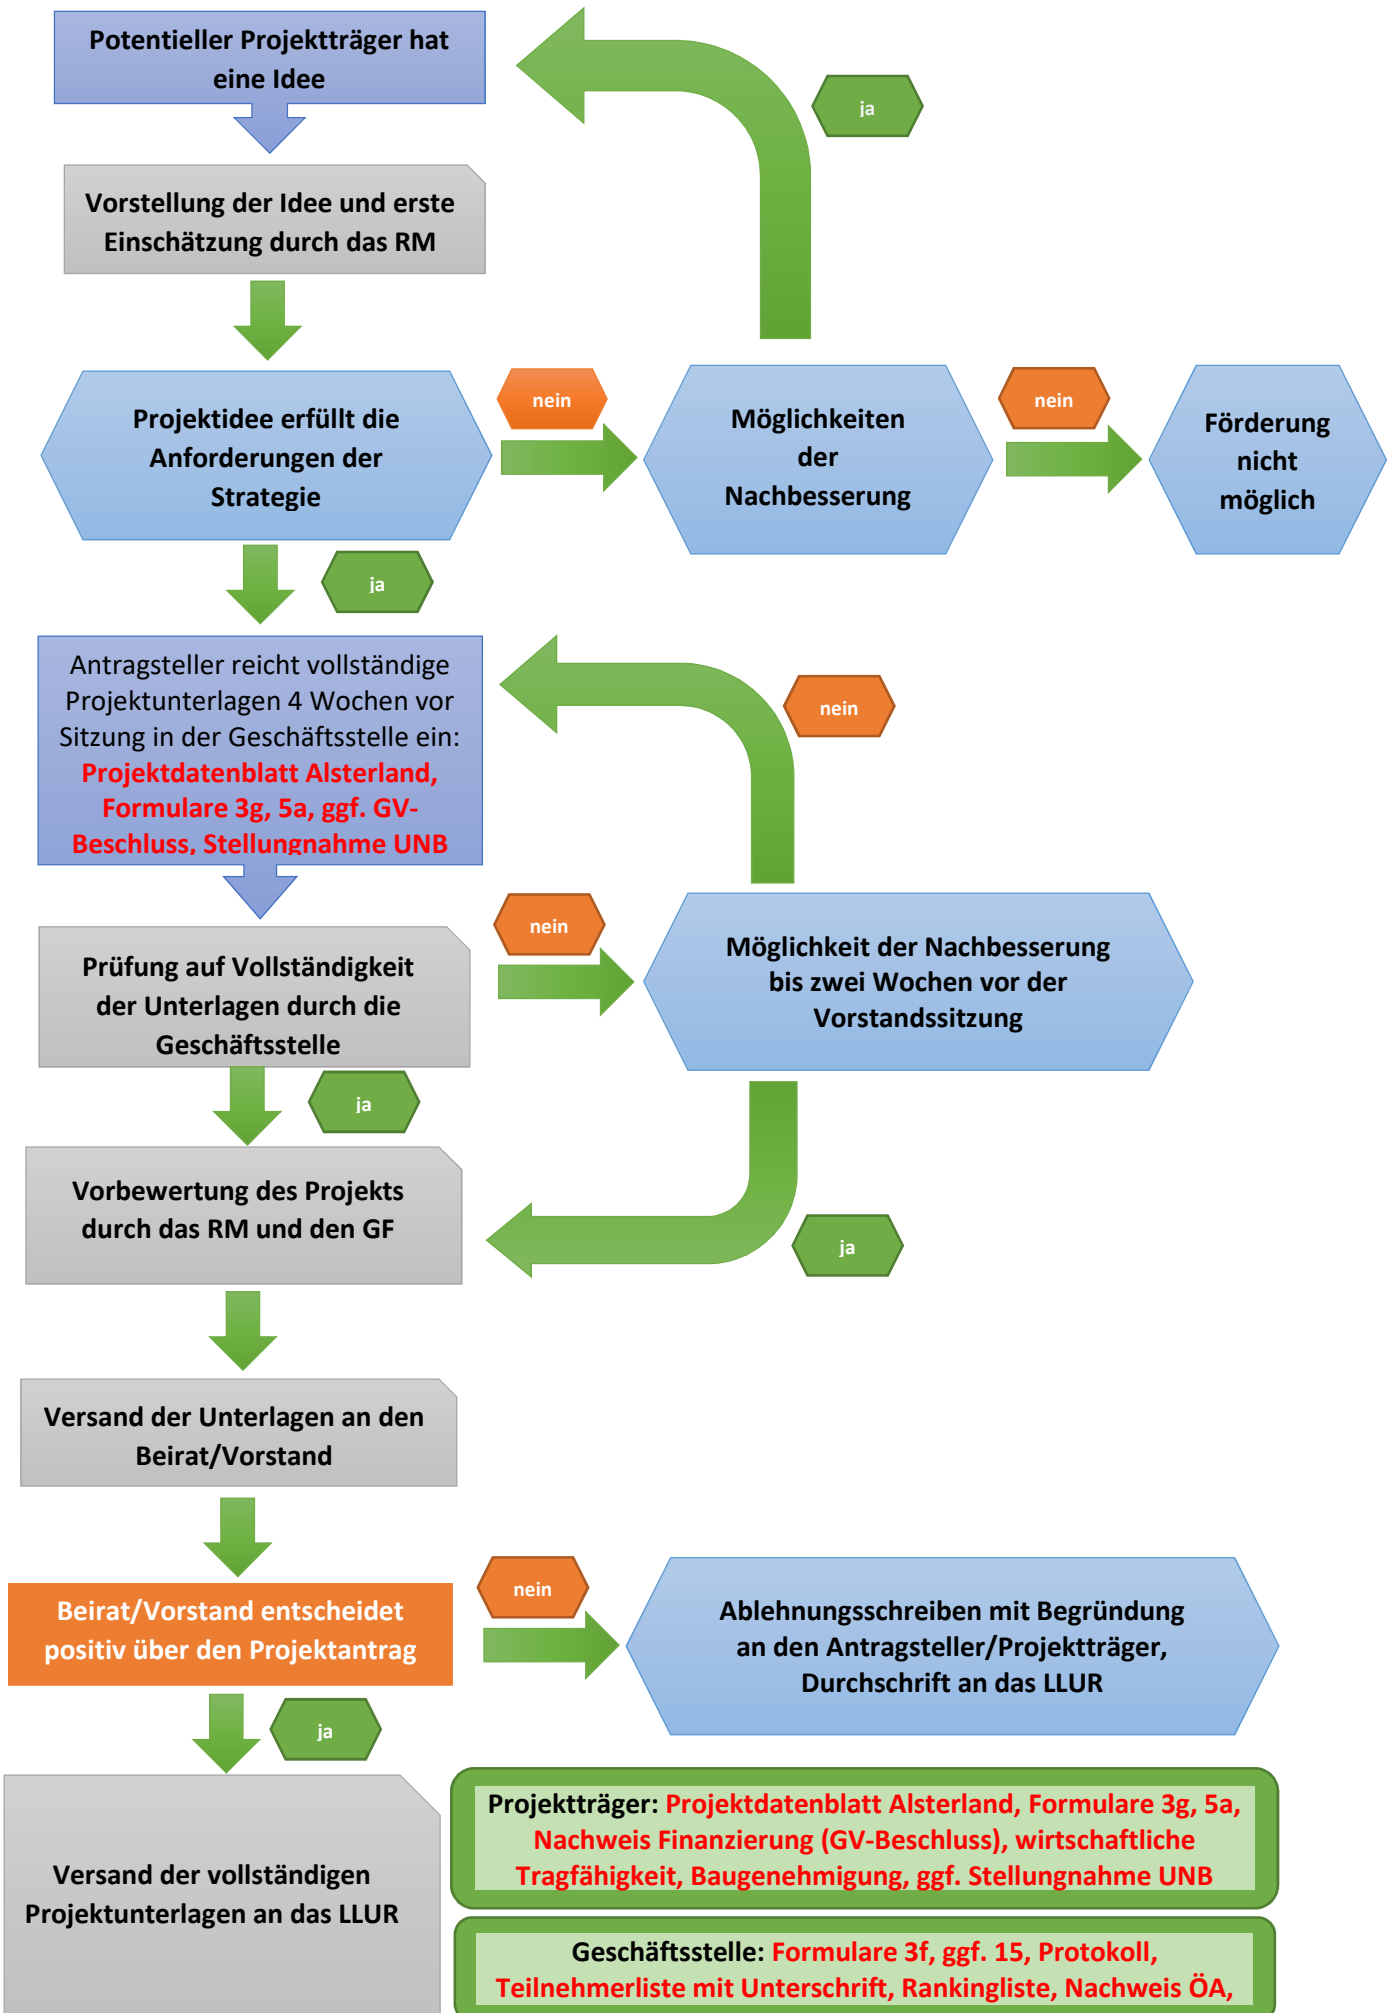 Potentieller Projektträger hat
eine Idee
ja
Vorstellung der Idee und erste
Einschätzung durch das RM
Projektidee erfüllt die
Anforderungen der
Strategie
nein
Möglichkeiten
der
Nachbesserung
nein
Förderung
nicht
möglich
ja
Antragsteller reicht vollständige
Projektunterlagen 4 Wochen vor
Sitzung in der Geschäftsstelle ein:
Projektdatenblatt Alsterland,
Formulare 3g, 5a, ggf. GV-
Beschluss, Stellungnahme UNB
nein
Prüfung auf Vollständigkeit
der Unterlagen durch die
Geschäftsstelle
nein
Möglichkeit der Nachbesserung
bis zwei Wochen vor der
Vorstandssitzung
ja
Vorbewertung des Projekts
durch das RM und den GF
ja
Versand der Unterlagen an den
Beirat/Vorstand
Beirat/Vorstand entscheidet
positiv über den Projektantrag
nein
Ablehnungsschreiben mit Begründung
an den Antragsteller/Projektträger,
Durchschrift an das LLUR
ja
Versand der vollständigen
Projektunterlagen an das LLUR
Projektträger: Projektdatenblatt Alsterland, Formulare 3g, 5a,
Nachweis Finanzierung (GV-Beschluss), wirtschaftliche
Tragfähigkeit, Baugenehmigung, ggf. Stellungnahme UNB
Geschäftsstelle: Formulare 3f, ggf. 15, Protokoll,
Teilnehmerliste mit Unterschrift, Rankingliste, Nachweis ÖA,